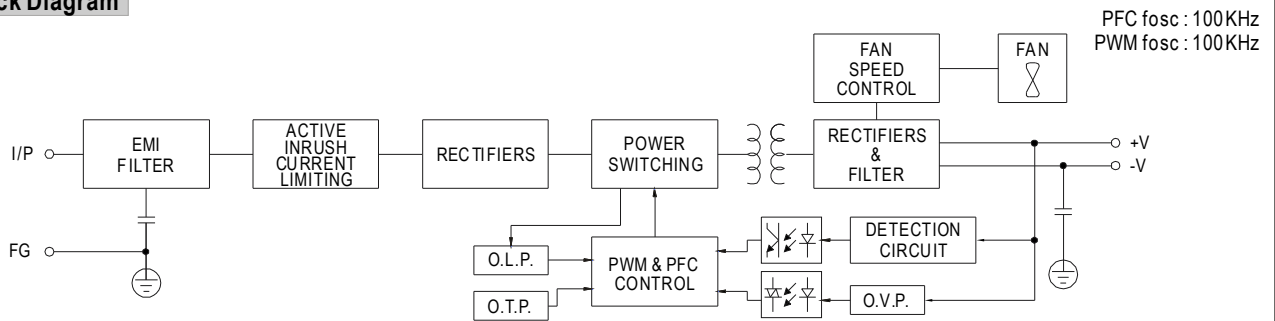 ck Diagram
PFC fosc : 100KHz
PWM fosc : 100KHz
FAN
SPEED
CONTROL
FAN
I/P
EMI
FILTER
ACTIVE
INRUSH
CURRENT
LIMITING
RECTIFIERS
POWER
SWITCHING
RECTIFIERS
&
FILTER
+V
-V
FG
O.L.P.
O.T.P.
PWM & PFC
CONTROL
DETECTION
CIRCUIT
O.V.P.